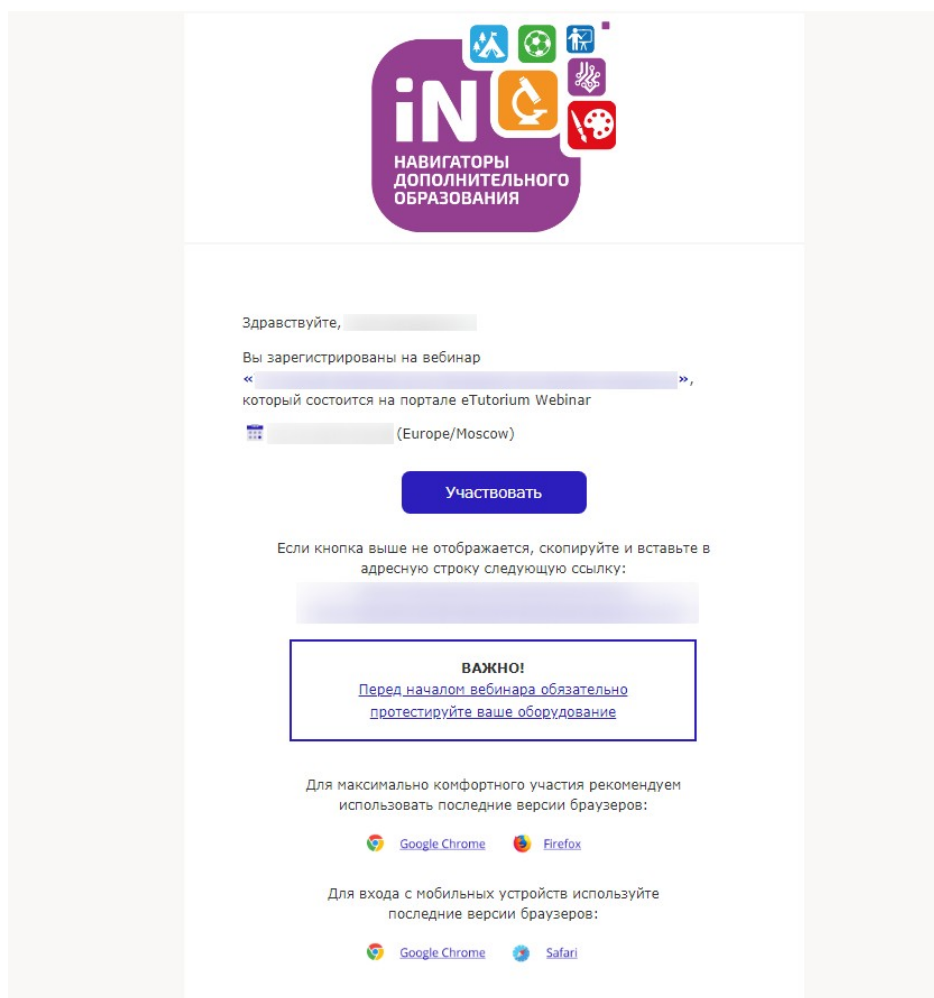 iN
НАВИГАТОРЫ
ДОПОЛНИТЕЛЬНОГО
ОБРАЗОВАНИЯ
Здравствуйте,
Вы зарегистрированы на вебинар
« »,
который состоится на портале eTutorium Webinar
(Europe/Moscow)
Участвовать
Если кнопка выше не отображается, скопируйте и вставьте в
адресную строку следующую ссылку:
ВАЖНО!
Перед началом вебинара обязательно
протестируйте ваше оборудование
Для максимально комфортного участия рекомендуем
использовать последние версии браузеров:
Google Chrome Firefox
Для входа с мобильных устройств используйте
последние версии браузеров:
Google Chrome Safari